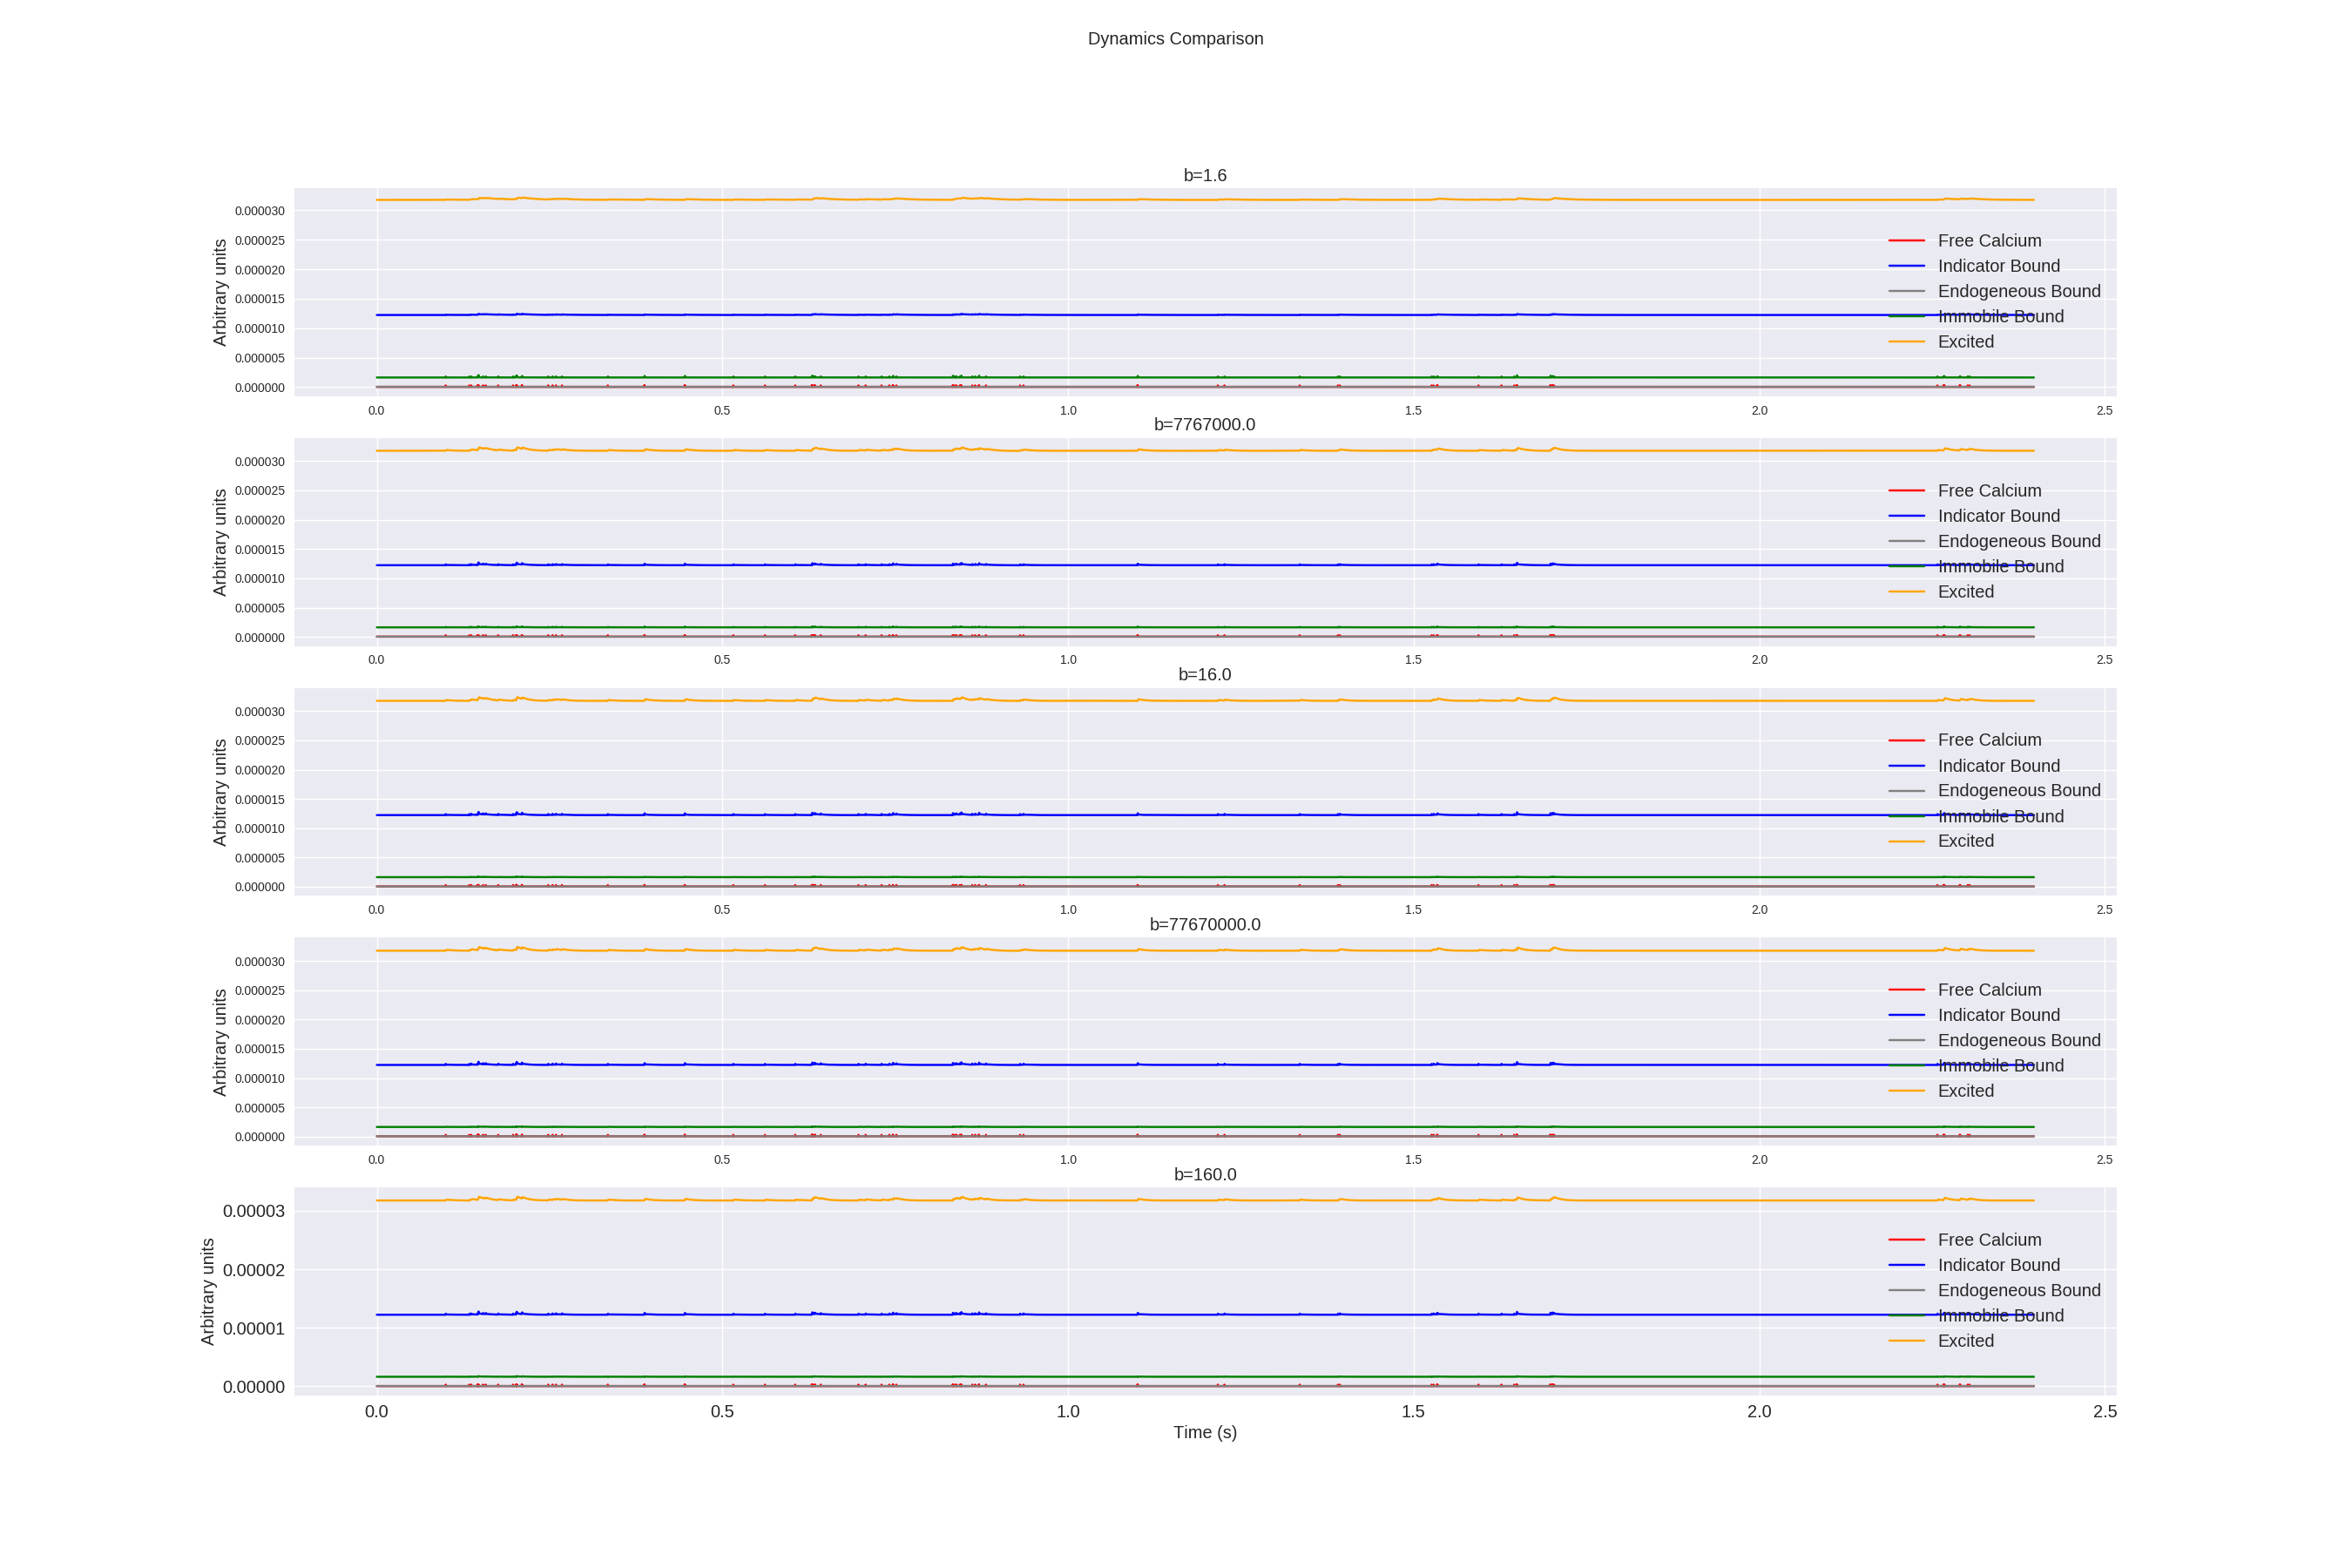 Dynamics Comparison
b=1.6
Arbitrary units
0.000030
0.000025
0.000020
0.000015
0.000010
0.000005
0.000000
Free Calcium
Indicator Bound
Endogeneous Bound
Immobile Bound
Excited
0.0 0.5 1.0 1.5 2.0 2.5
b=7767000.0
Arbitrary units
0.000030
0.000025
0.000020
0.000015
0.000010
0.000005
0.000000
Free Calcium
Indicator Bound
Endogeneous Bound
Immobile Bound
Excited
0.0 0.5 1.0 1.5 2.0 2.5
b=16.0
Arbitrary units
0.000030
0.000025
0.000020
0.000015
0.000010
0.000005
0.000000
Free Calcium
Indicator Bound
Endogeneous Bound
Immobile Bound
Excited
0.0 0.5 1.0 1.5 2.0 2.5
b=77670000.0
Arbitrary units
0.000030
0.000025
0.000020
0.000015
0.000010
0.000005
0.000000
Free Calcium
Indicator Bound
Endogeneous Bound
Immobile Bound
Excited
0.0 0.5 1.0 1.5 2.0 2.5
b=160.0
Arbitrary units
0.00003
0.00002
0.00001
0.00000
Free Calcium
Indicator Bound
Endogeneous Bound
Immobile Bound
Excited
0.0 0.5 1.0 1.5 2.0 2.5
Time (s)